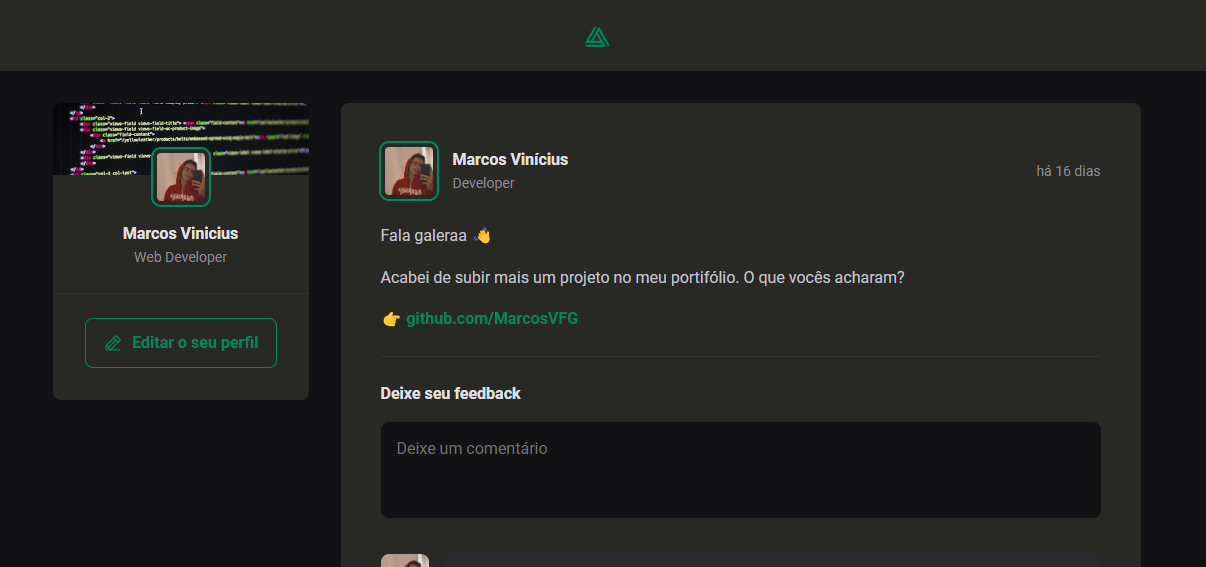 Marcos Vinicius
Web Developer
Editar o seu perfil
Marcos Vinícius
Developer
há 16 dias
Fala galeraa 👋
Acabei de subir mais um projeto no meu portifólio. O que vocês acharam?
👉 github.com/MarcosVFG
Deixe seu feedback
Deixe um comentário